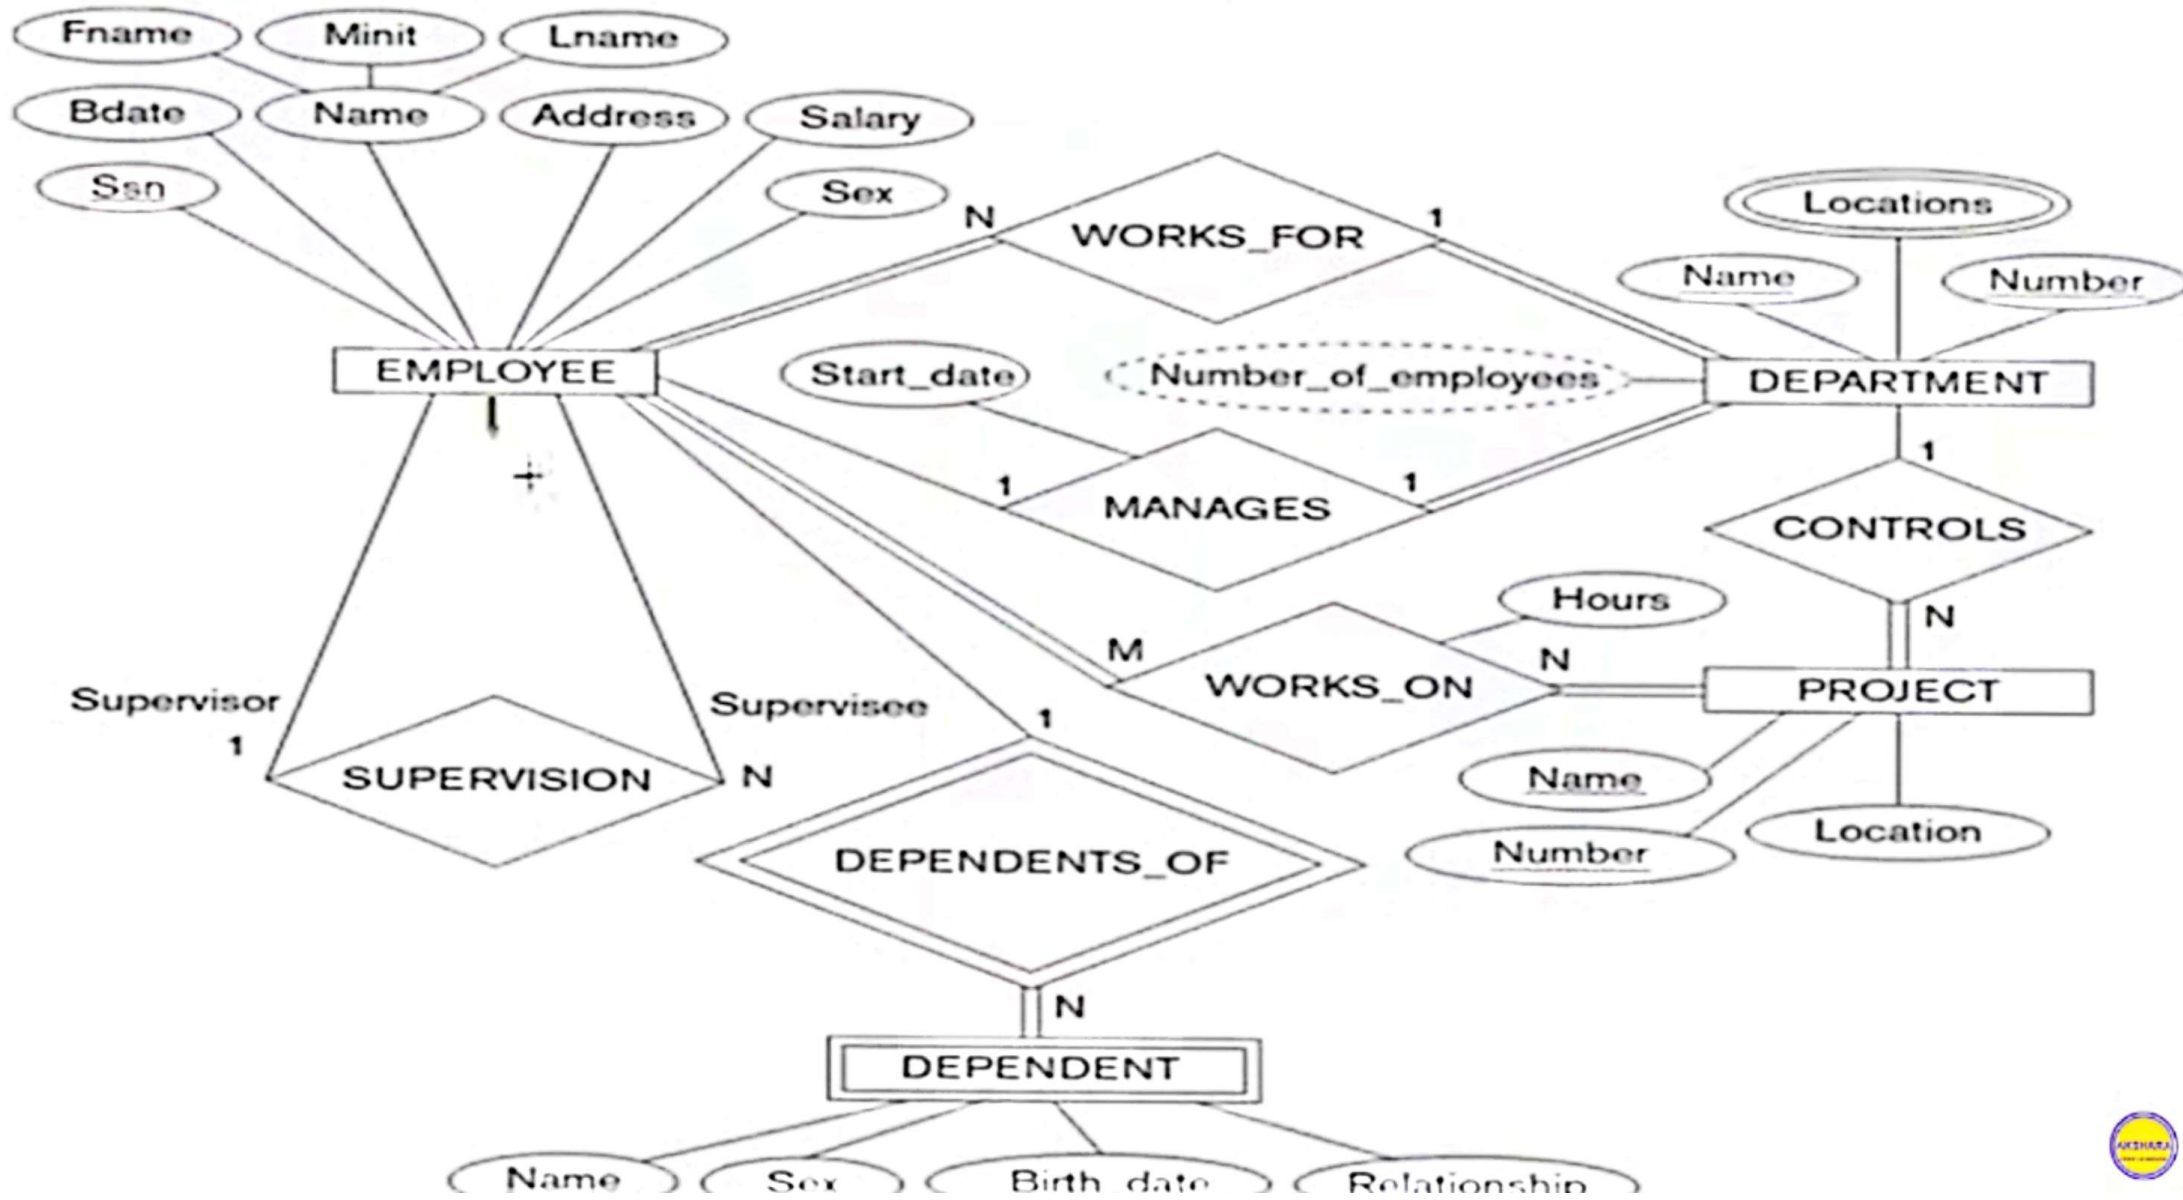 Fname Minit Lname
Bdate Name Address Salary
Ssn Sex
N WORKS_FOR 1
Locations
Name Number
EMPLOYEE
Start_date
Number_of_employees
DEPARTMENT
1 MANAGES 1
1
CONTROLS
N
Hours
M WORKS_ON N
PROJECT
Supervisor
1
SUPERVISION
Supervisee
N
1
Name
Number
Location
DEPENDENTS_OF
N
DEPENDENT
Name Sex Birth_date Relationship
AKSHARA